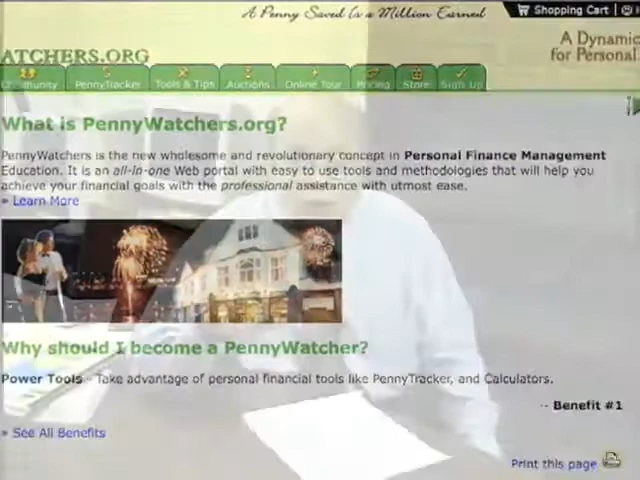 A Penny Saved Is a Million Earned
Shopping Cart |
ATCHERS.ORG
A Dynamic
for Personal
Community PennyTracker Tools & Tips Auctions Online Tour Pricing Store Sign Up
What is PennyWatchers.org?
PennyWatchers is the new wholesome and revolutionary concept in Personal Finance Management
Education. It is an all-in-one Web portal with easy to use tools and methodologies that will help you
achieve your financial goals with the professional assistance with utmost ease.
» Learn More
Why should I become a PennyWatcher?
Power Tools - Take advantage of personal financial tools like PennyTracker, and Calculators.
-- Benefit #1
» See All Benefits
Print this page